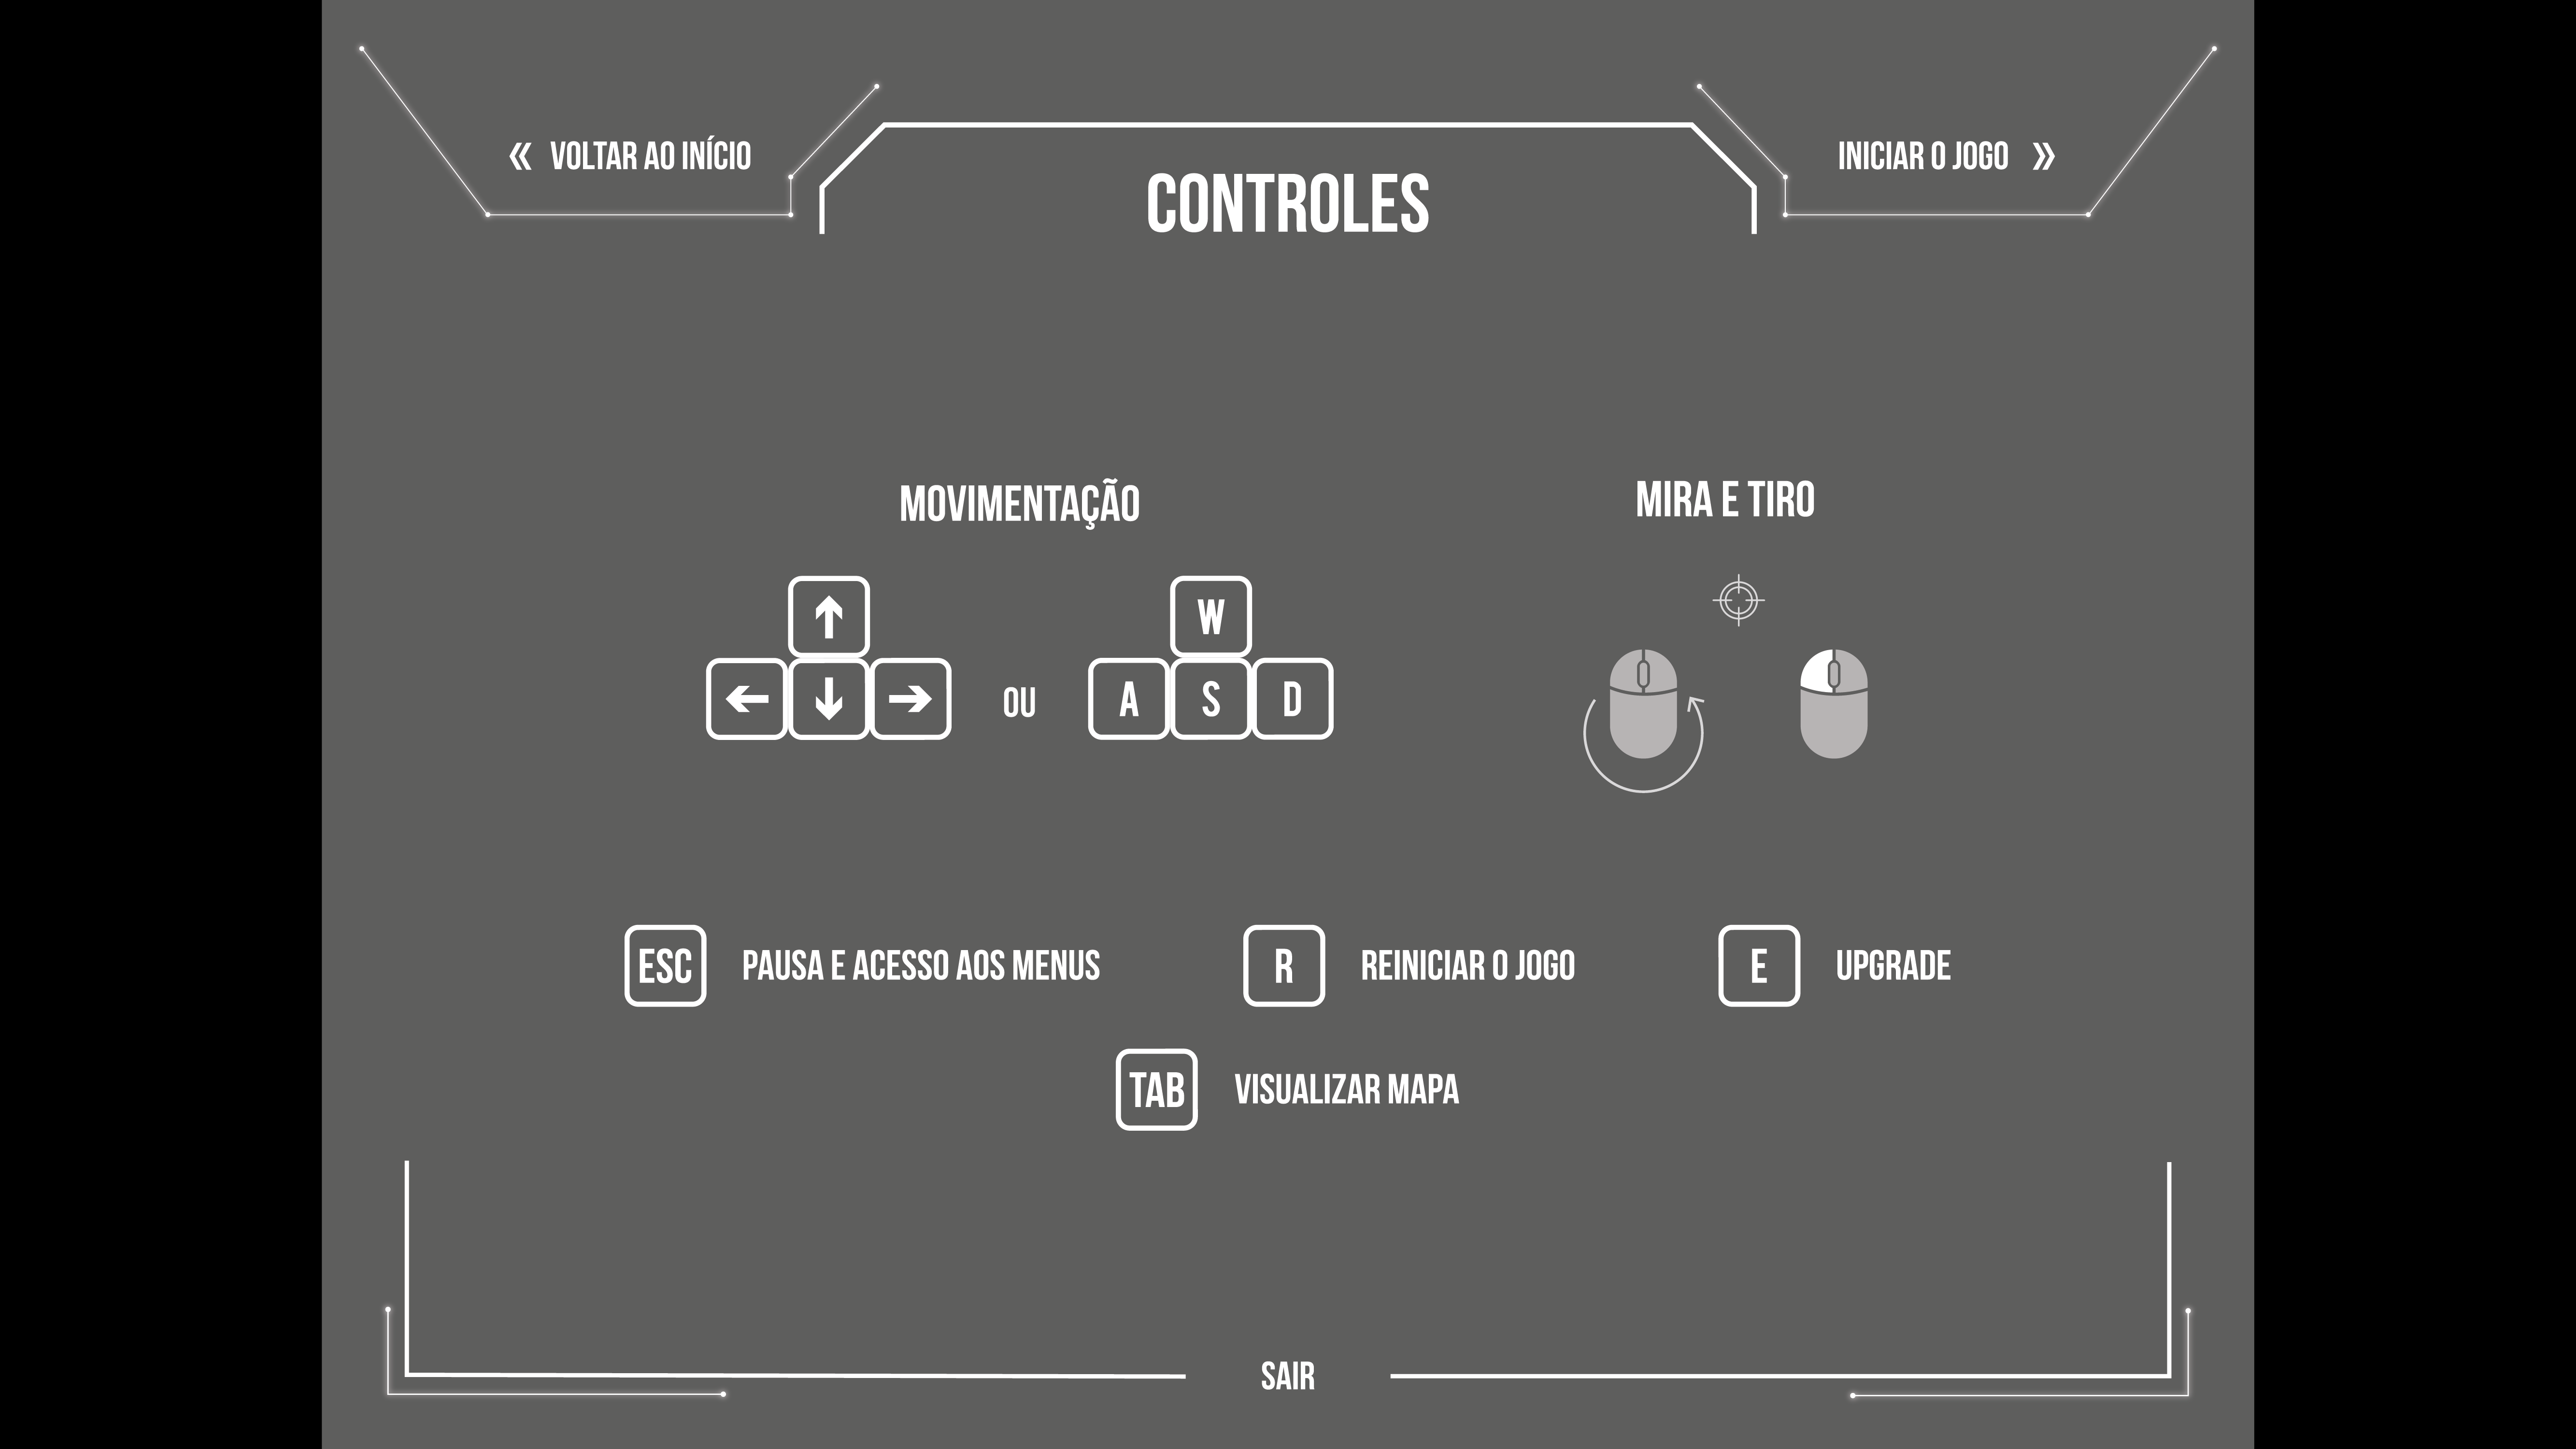 « VOLTAR AO INÍCIO
INICIAR O JOGO »
CONTROLES
MOVIMENTAÇÃO
MIRA E TIRO
↑
← ↓ →
OU
W
A S D
ESC PAUSA E ACESSO AOS MENUS
R REINICIAR O JOGO
E UPGRADE
TAB VISUALIZAR MAPA
SAIR